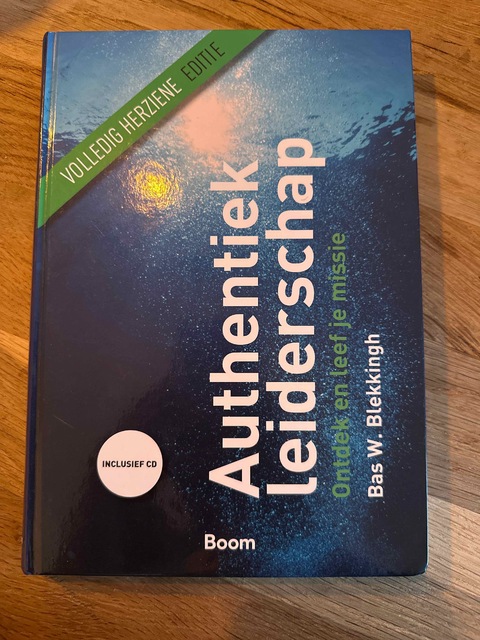 VOLLEDIG HERZIENE EDITIE
Authentiek
leiderschap
Ontdek en leef je missie
Bas W. Blekkingh
INCLUSIEF CD
Boom